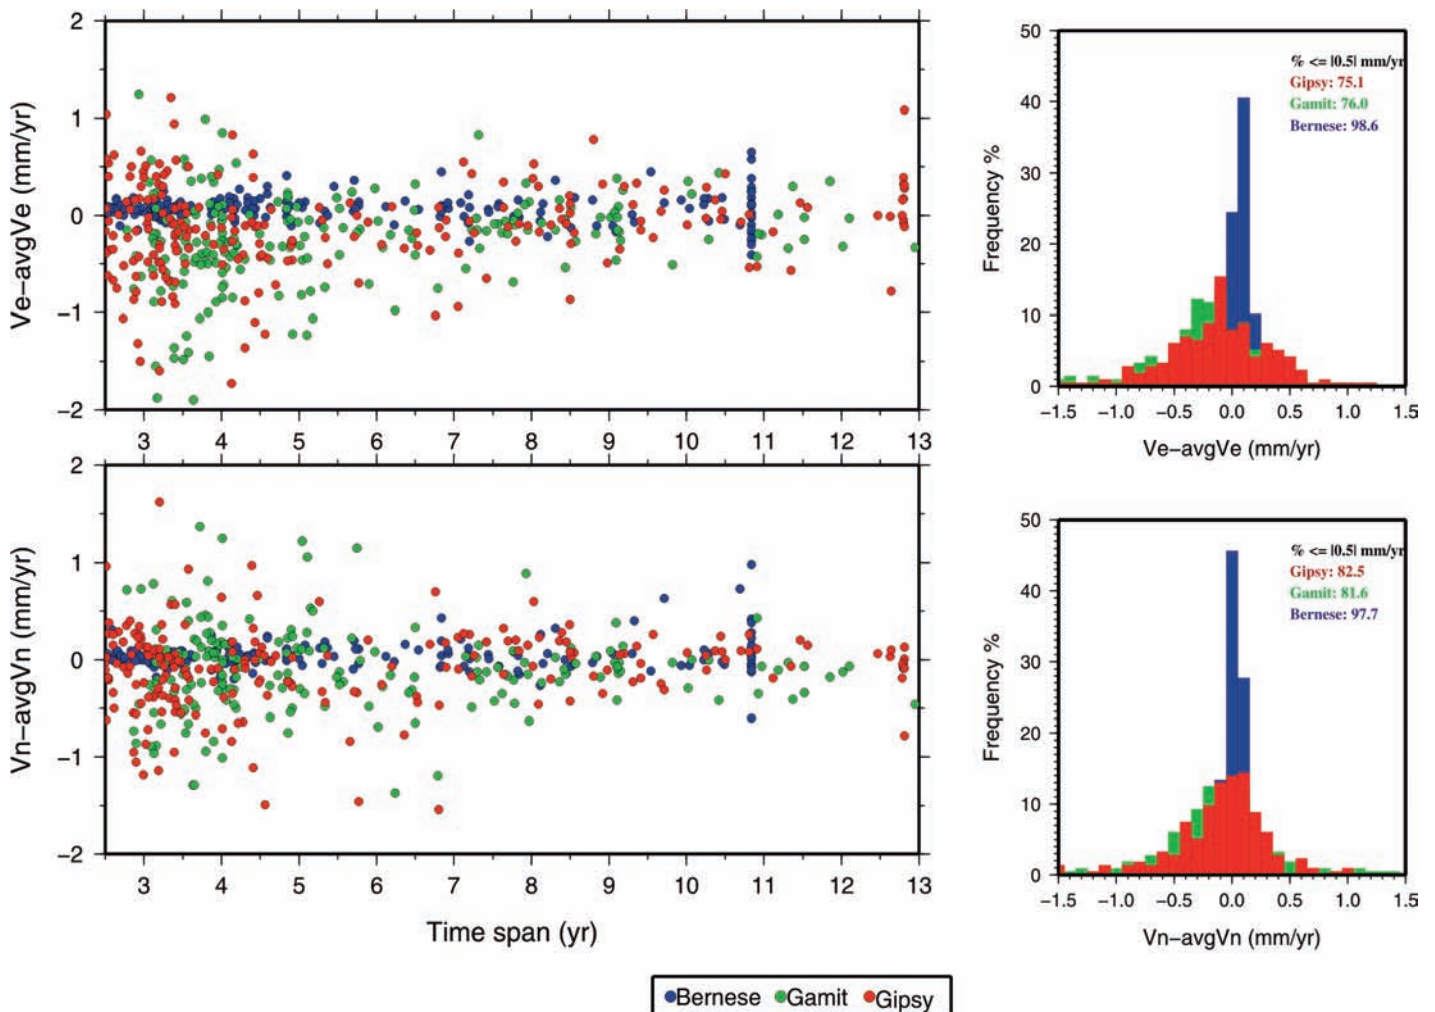 2
1
0
−1
−2
Ve−avgVe (mm/yr)
3 4 5 6 7 8 9 10 11 12 13
50
40
30
20
10
0
Frequency %
% <= |0.5| mm/yr
Gipsy: 75.1
Gamit: 76.0
Bernese: 98.6
−1.5 −1.0 −0.5 0.0 0.5 1.0 1.5
Ve−avgVe (mm/yr)
2
1
0
−1
−2
Vn−avgVn (mm/yr)
3 4 5 6 7 8 9 10 11 12 13
Time span (yr)
50
40
30
20
10
0
Frequency %
% <= |0.5| mm/yr
Gipsy: 82.5
Gamit: 81.6
Bernese: 97.7
−1.5 −1.0 −0.5 0.0 0.5 1.0 1.5
Vn−avgVn (mm/yr)
Bernese Gamit Gipsy